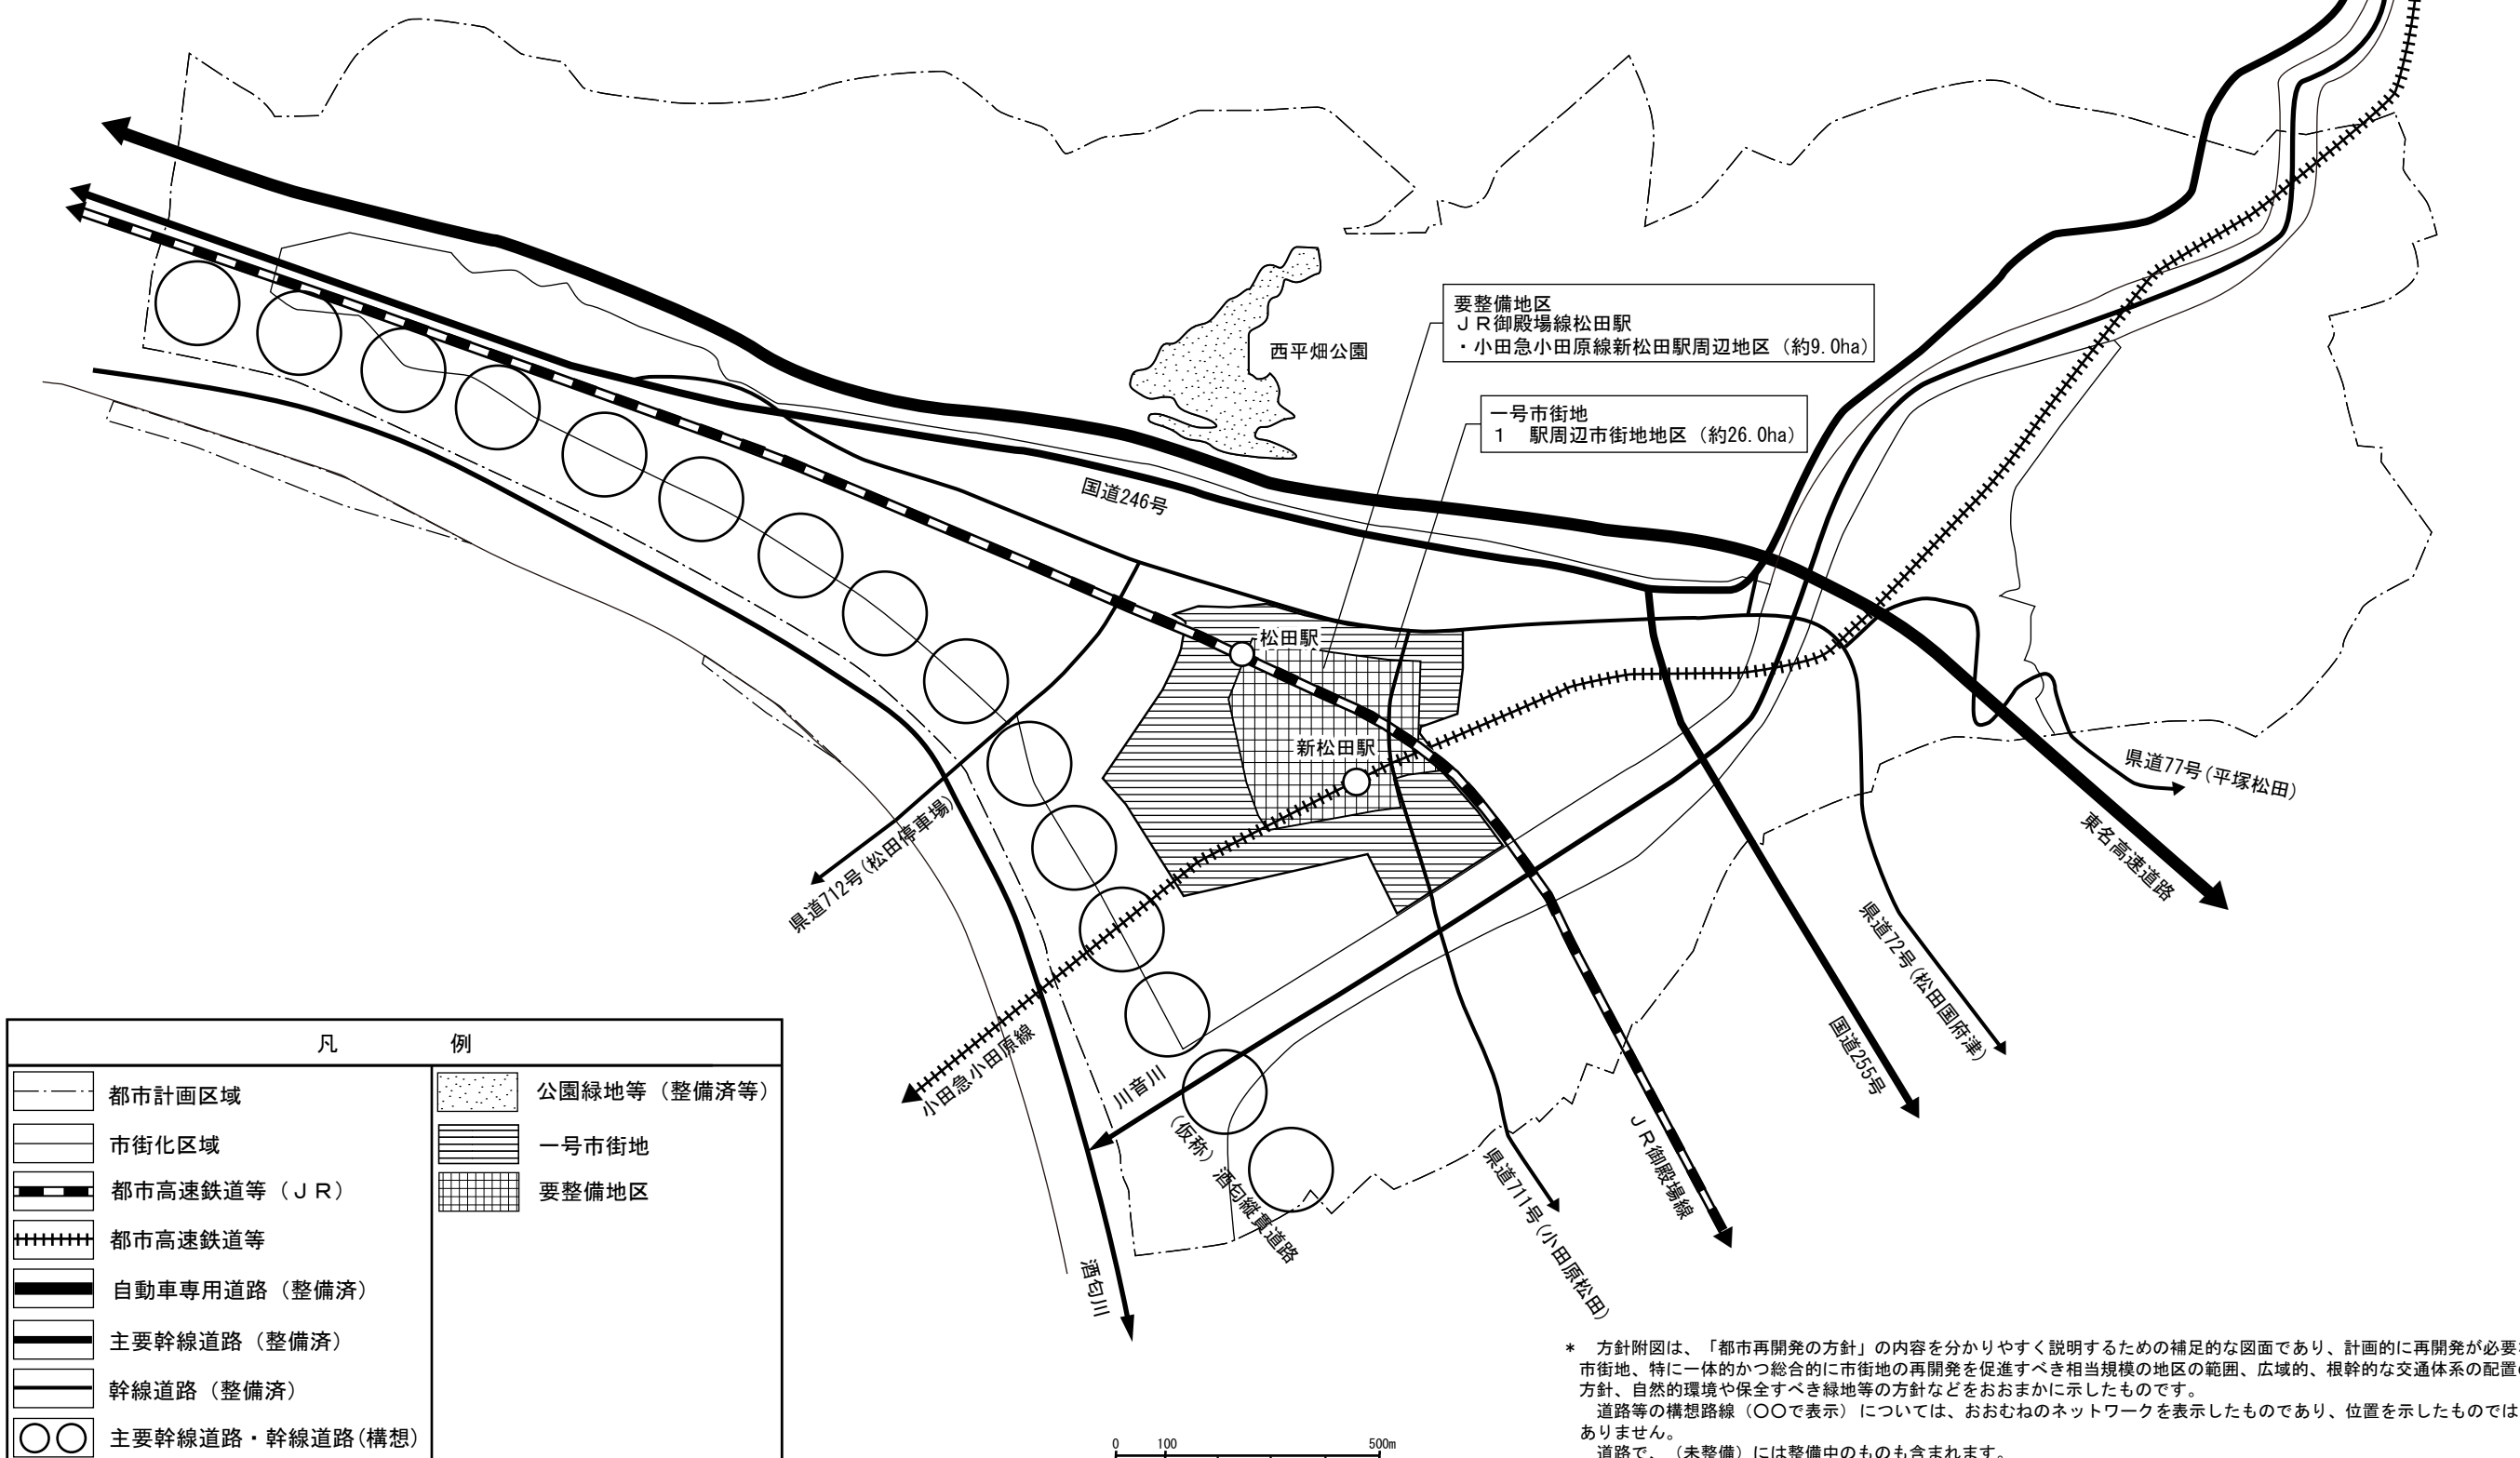 西平畑公園
要整備地区
ＪＲ御殿場線松田駅
・小田急小田原線新松田駅周辺地区（約9.0ha）
一号市街地
１　駅周辺市街地地区（約26.0ha）
国道246号
松田駅
新松田駅
県道77号(平塚松田)
東名高速道路
県道712号(松田停車場)
県道72号(松田国府津)
国道255号
小田急小田原線
川音川
（仮称）酒匂縦貫道路
県道711号(小田原松田)
ＪＲ御殿場線
酒匂川
凡　　例
都市計画区域
市街化区域
都市高速鉄道等（ＪＲ）
都市高速鉄道等
自動車専用道路（整備済）
主要幹線道路（整備済）
幹線道路（整備済）
主要幹線道路・幹線道路(構想)
公園緑地等（整備済等）
一号市街地
要整備地区
0　100　500m
*　方針附図は、「都市再開発の方針」の内容を分かりやすく説明するための補足的な図面であり、計画的に再開発が必要
市街地、特に一体的かつ総合的に市街地の再開発を促進すべき相当規模の地区の範囲、広域的、根幹的な交通体系の配置
方針、自然的環境や保全すべき緑地等の方針などをおおまかに示したものです。
道路等の構想路線（〇〇で表示）については、おおむねのネットワークを表示したものであり、位置を示したものでは
ありません。
道路で、（未整備）には整備中のものも含まれます。